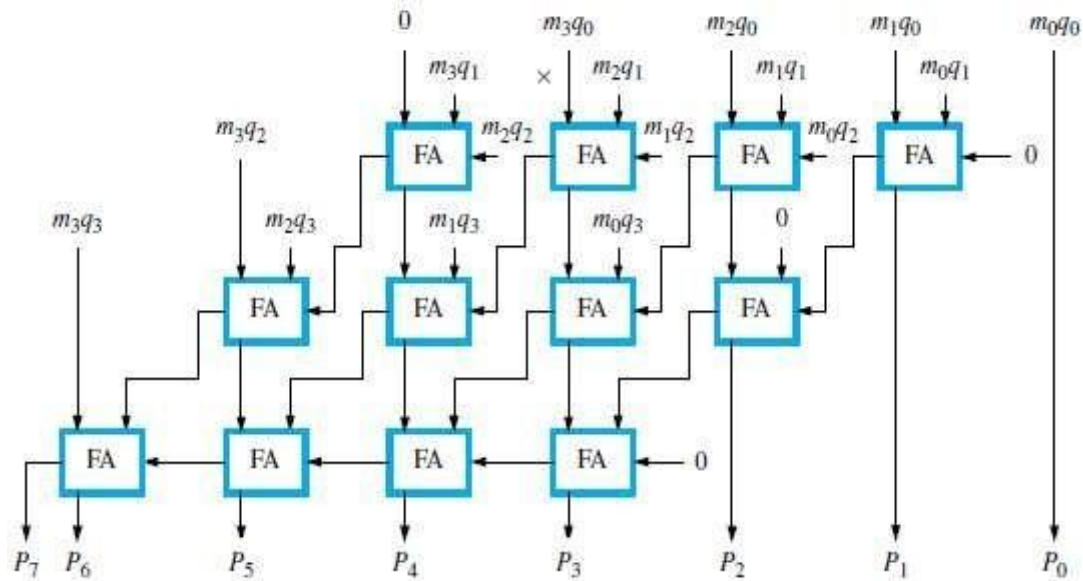 0 m₃q₀ m₂q₀ m₁q₀ m₀q₀
m₃q₁ × m₂q₁ m₁q₁ m₀q₁
m₃q₂ FA m₂q₂ FA m₁q₂ FA m₀q₂ FA 0
m₃q₃ m₂q₃ m₁q₃ m₀q₃ 0
FA FA FA FA
FA FA FA FA 0
P₇ P₆ P₅ P₄ P₃ P₂ P₁ P₀